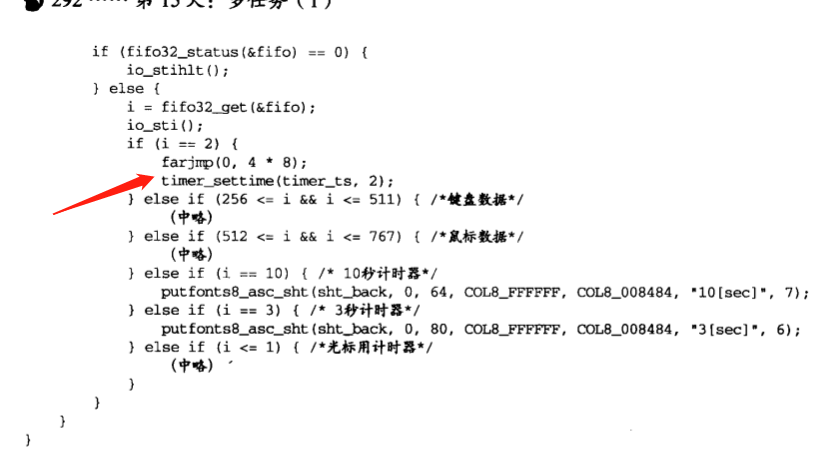 292 …… 第 15 天：多任务（1）
if (fifo32_status(&fifo) == 0) {
io_stihlt();
} else {
i = fifo32_get(&fifo);
io_sti();
if (i == 2) {
farjmp(0, 4 * 8);
timer_settime(timer_ts, 2);
} else if (256 <= i && i <= 511) { /*键盘数据*/
(中略)
} else if (512 <= i && i <= 767) { /*鼠标数据*/
(中略)
} else if (i == 10) { /* 10秒计时器*/
putfonts8_asc_sht(sht_back, 0, 64, COL8_FFFFFF, COL8_008484, "10[sec]", 7);
} else if (i == 3) { /* 3秒计时器*/
putfonts8_asc_sht(sht_back, 0, 80, COL8_FFFFFF, COL8_008484, "3[sec]", 6);
} else if (i <= 1) { /*光标用计时器*/
(中略)
}
}
}
}